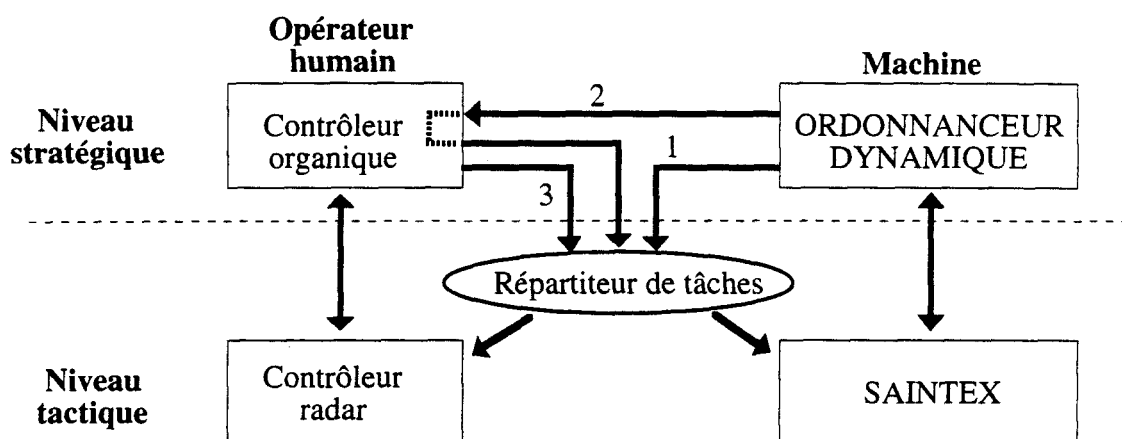 Opérateur
humain
Machine
Niveau
stratégique
Contrôleur
organique
2
1
3
ORDONNANCEUR
DYNAMIQUE
Répartiteur de tâches
Niveau
tactique
Contrôleur
radar
SAINTEX